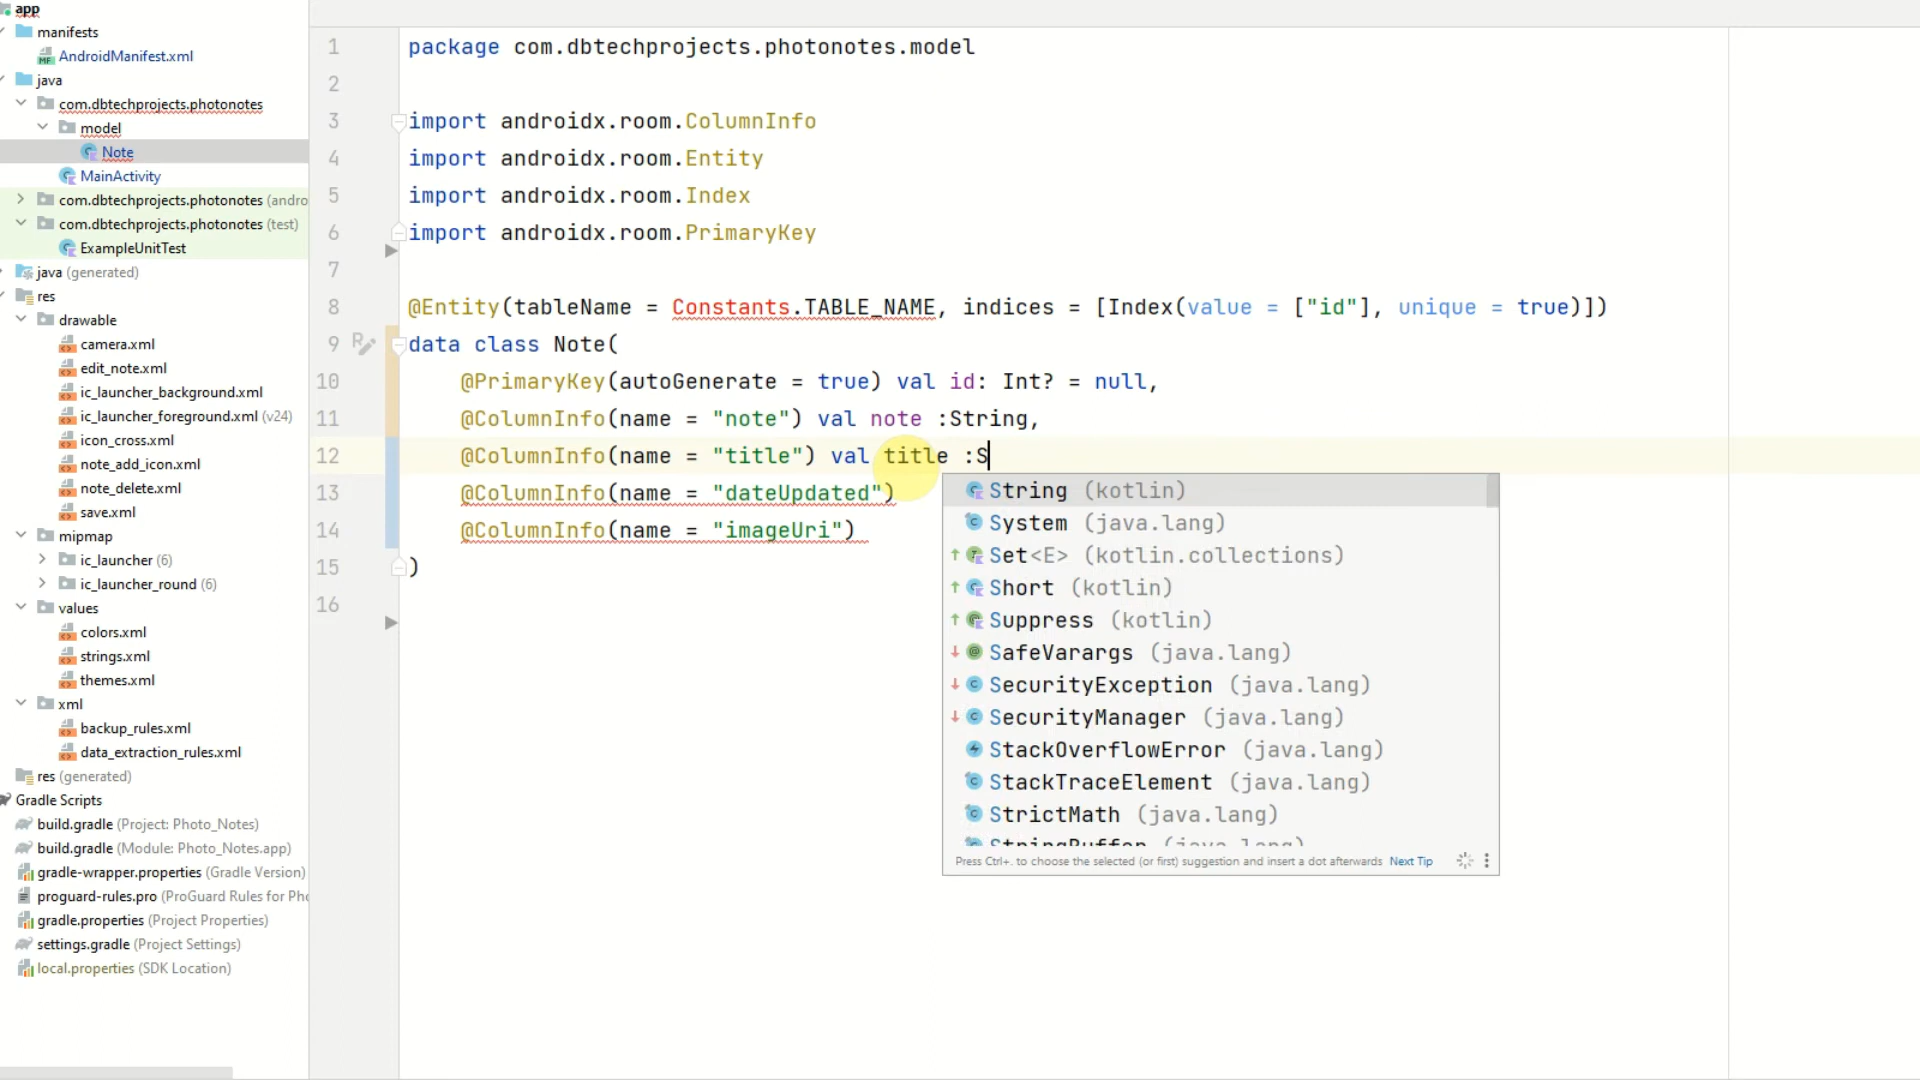 app
manifests
AndroidManifest.xml
java
com.dbtechprojects.photonotes
model
Note
MainActivity
com.dbtechprojects.photonotes (andro
com.dbtechprojects.photonotes (test)
ExampleUnitTest
java (generated)
res
drawable
camera.xml
edit_note.xml
ic_launcher_background.xml
ic_launcher_foreground.xml (v24)
icon_cross.xml
note_add_icon.xml
note_delete.xml
save.xml
mipmap
ic_launcher (6)
ic_launcher_round (6)
values
colors.xml
strings.xml
themes.xml
xml
backup_rules.xml
data_extraction_rules.xml
res (generated)
Gradle Scripts
build.gradle (Project: Photo_Notes)
build.gradle (Module: Photo_Notes.app)
gradle-wrapper.properties (Gradle Version)
proguard-rules.pro (ProGuard Rules for Pho
gradle.properties (Project Properties)
settings.gradle (Project Settings)
local.properties (SDK Location)
1 package com.dbtechprojects.photonotes.model
2
3 import androidx.room.ColumnInfo
4 import androidx.room.Entity
5 import androidx.room.Index
6 import androidx.room.PrimaryKey
7
8 @Entity(tableName = Constants.TABLE_NAME, indices = [Index(value = ["id"], unique = true)])
9 data class Note(
10 @PrimaryKey(autoGenerate = true) val id: Int? = null,
11 @ColumnInfo(name = "note") val note :String,
12 @ColumnInfo(name = "title") val title :S
13 @ColumnInfo(name = "dateUpdated")
14 @ColumnInfo(name = "imageUri")
15 )
16
String (kotlin)
System (java.lang)
Set<E> (kotlin.collections)
Short (kotlin)
Suppress (kotlin)
SafeVarargs (java.lang)
SecurityException (java.lang)
SecurityManager (java.lang)
StackOverflowError (java.lang)
StackTraceElement (java.lang)
StrictMath (java.lang)
StringBuffer (java.lang)
Press Ctrl+. to choose the selected (or first) suggestion and insert a dot afterwards Next Tip